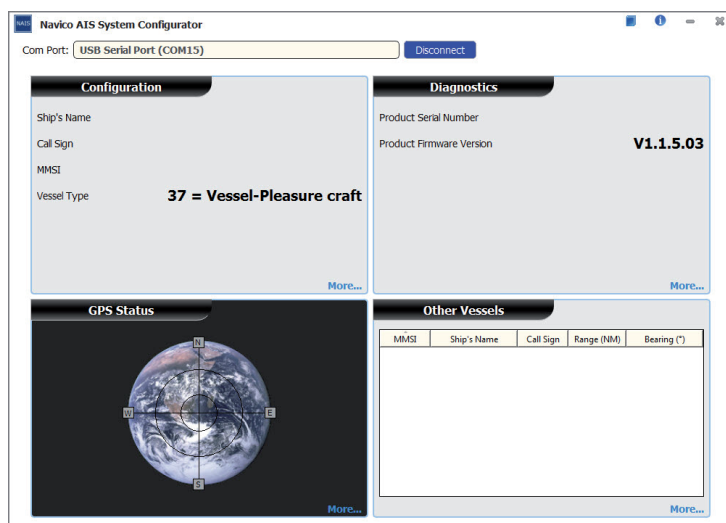 NAIS Navico AIS System Configurator
Com Port: USB Serial Port (COM15) Disconnect
Configuration
Ship's Name
Call Sign
MMSI
Vessel Type 37 = Vessel-Pleasure craft
More...
Diagnostics
Product Serial Number
Product Firmware Version V1.1.5.03
More...
GPS Status
N
W E
S
More...
Other Vessels
MMSI Ship's Name Call Sign Range (NM) Bearing (°)
More...